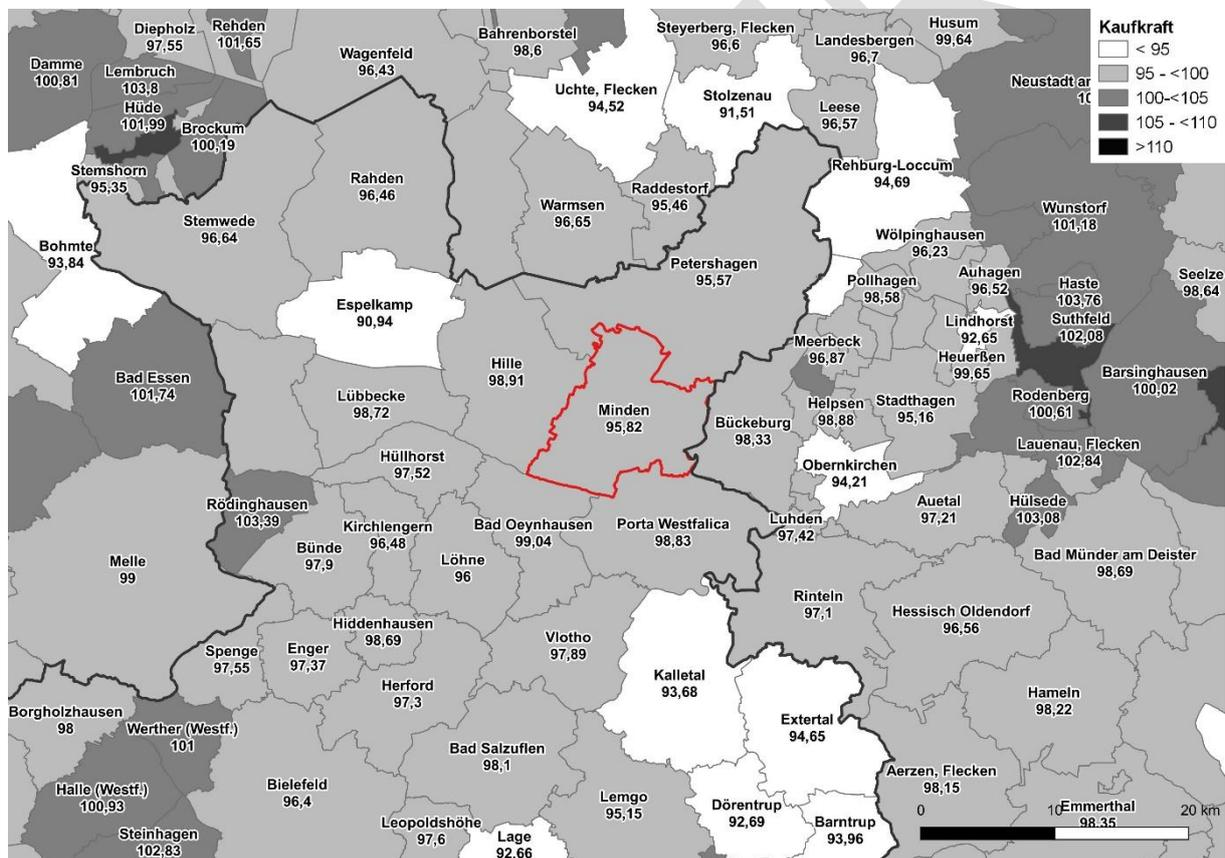 Diepholz
97,55
Rehden
101,65
Wagenfeld
96,43
Bahrenborstel
98,6
Steyerberg, Flecken
96,6
Landesbergen
96,7
Husum
99,64
Kaufkraft
< 95
95 - <100
100-<105
105 - <110
>110
Damme
100,81
Lembruch
103,8
Hüde
101,99
Brockum
100,19
Stemshorn
95,35
Uchte, Flecken
94,52
Stolzenau
91,51
Leese
96,57
Neustadt a
10
Rehburg-Loccum
94,69
Rahden
96,46
Warmsen
96,65
Raddestorf
95,46
Stemwede
96,64
Wunstorf
101,18
Bohmte
93,84
Petershagen
95,57
Wölpinghausen
96,23
Pollhagen
98,58
Auhagen
96,52
Haste
103,76
Seelze
98,64
Espelkamp
90,94
Lindhorst
92,65
Suthfeld
102,08
Meerbeck
96,87
Heuerßen
99,65
Hille
98,91
Bad Essen
101,74
Barsinghausen
100,02
Lübbecke
98,72
Minden
95,82
Bückeburg
98,33
Helpsen
98,88
Stadthagen
95,16
Rodenberg
100,61
Hüllhorst
97,52
Obernkirchen
94,21
Lauenau, Flecken
102,84
Rödinghausen
103,39
Kirchlengern
96,48
Bad Oeynhausen
99,04
Porta Westfalica
98,83
Luhden
97,42
Auetal
97,21
Hülsede
103,08
Bünde
97,9
Löhne
96
Melle
99
Bad Münder am Deister
98,69
Rinteln
97,1
Hessisch Oldendorf
96,56
Hiddenhausen
98,69
Spenge
97,55
Enger
97,37
Vlotho
97,89
Kalletal
93,68
Herford
97,3
Borgholzhausen
98
Werther (Westf.)
101
Extertal
94,65
Hameln
98,22
Bad Salzuflen
98,1
Halle (Westf.)
100,93
Bielefeld
96,4
Lemgo
95,15
Dörentrup
92,69
Aerzen, Flecken
98,15
Steinhagen
102,83
Leopoldshöhe
97,6
Lage
92,66
Barntrup
93,96
Emmerthal
98,35
0 10 20 km